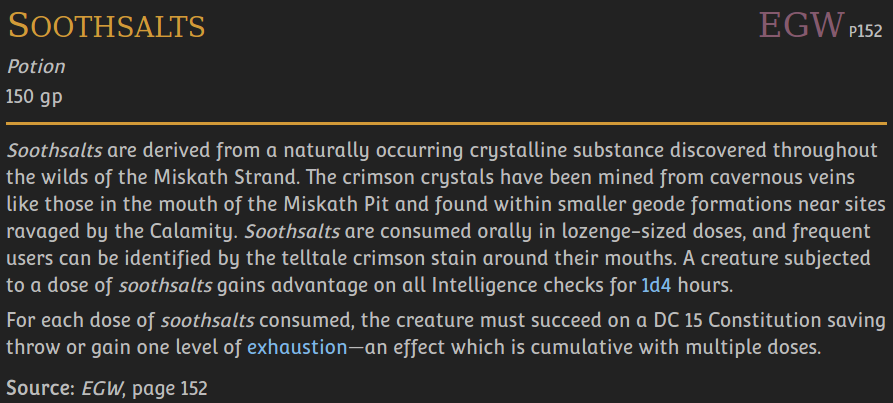 SOOTHSALTS EGW P152
Potion
150 gp
Soothsalts are derived from a naturally occurring crystalline substance discovered throughout
the wilds of the Miskath Strand. The crimson crystals have been mined from cavernous veins
like those in the mouth of the Miskath Pit and found within smaller geode formations near sites
ravaged by the Calamity. Soothsalts are consumed orally in lozenge-sized doses, and frequent
users can be identified by the telltale crimson stain around their mouths. A creature subjected
to a dose of soothsalts gains advantage on all Intelligence checks for 1d4 hours.
For each dose of soothsalts consumed, the creature must succeed on a DC 15 Constitution saving
throw or gain one level of exhaustion—an effect which is cumulative with multiple doses.
Source: EGW, page 152